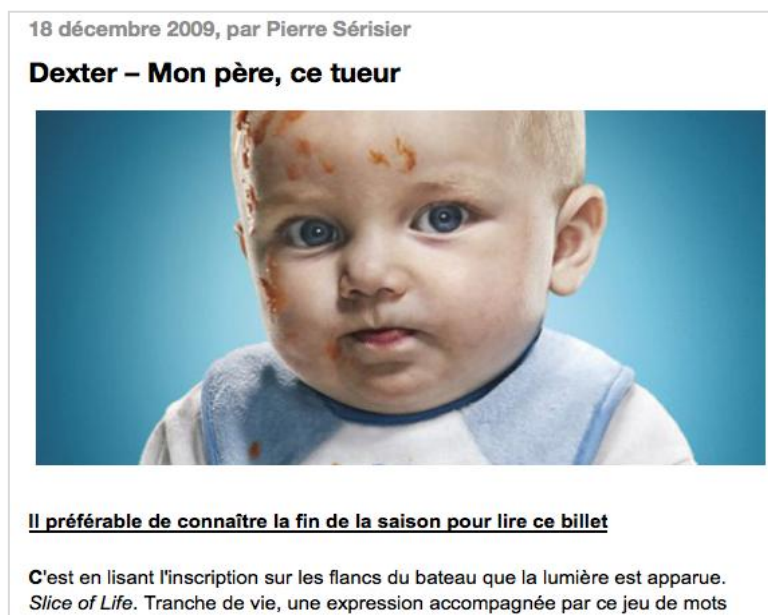 18 décembre 2009, par Pierre Sérisier
Dexter – Mon père, ce tueur
Il préférable de connaître la fin de la saison pour lire ce billet
C'est en lisant l'inscription sur les flancs du bateau que la lumière est apparue.
Slice of Life. Tranche de vie, une expression accompagnée par ce jeu de mots